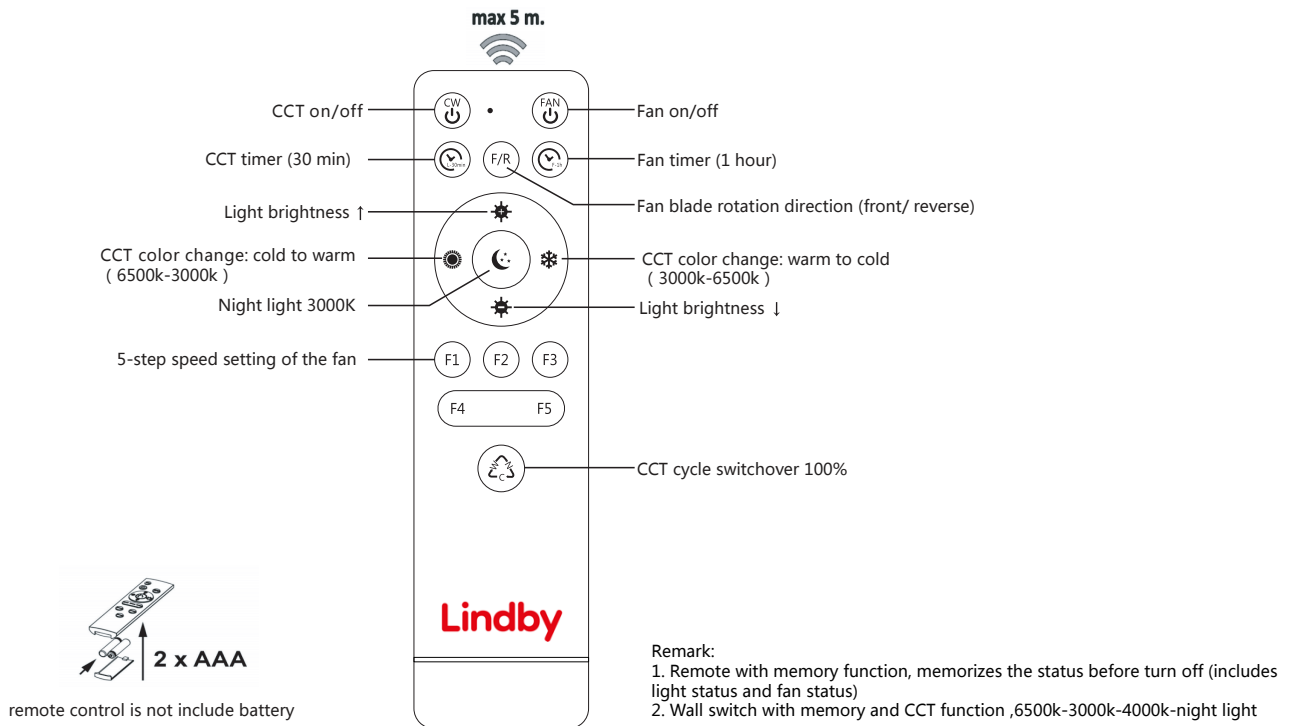 max 5 m.
CCT on/off
CW
FAN
Fan on/off
CCT timer (30 min)
L-30min
F/R
F-1h
Fan timer (1 hour)
Fan blade rotation direction (front/ reverse)
Light brightness ↑
CCT color change: cold to warm
( 6500k-3000k )
CCT color change: warm to cold
( 3000k-6500k )
Night light 3000K
Light brightness ↓
5-step speed setting of the fan
F1
F2
F3
F4
F5
W N
C
CCT cycle switchover 100%
Lindby
2 x AAA
remote control is not include battery
Remark:
1. Remote with memory function, memorizes the status before turn off (includes
light status and fan status)
2. Wall switch with memory and CCT function ,6500k-3000k-4000k-night light